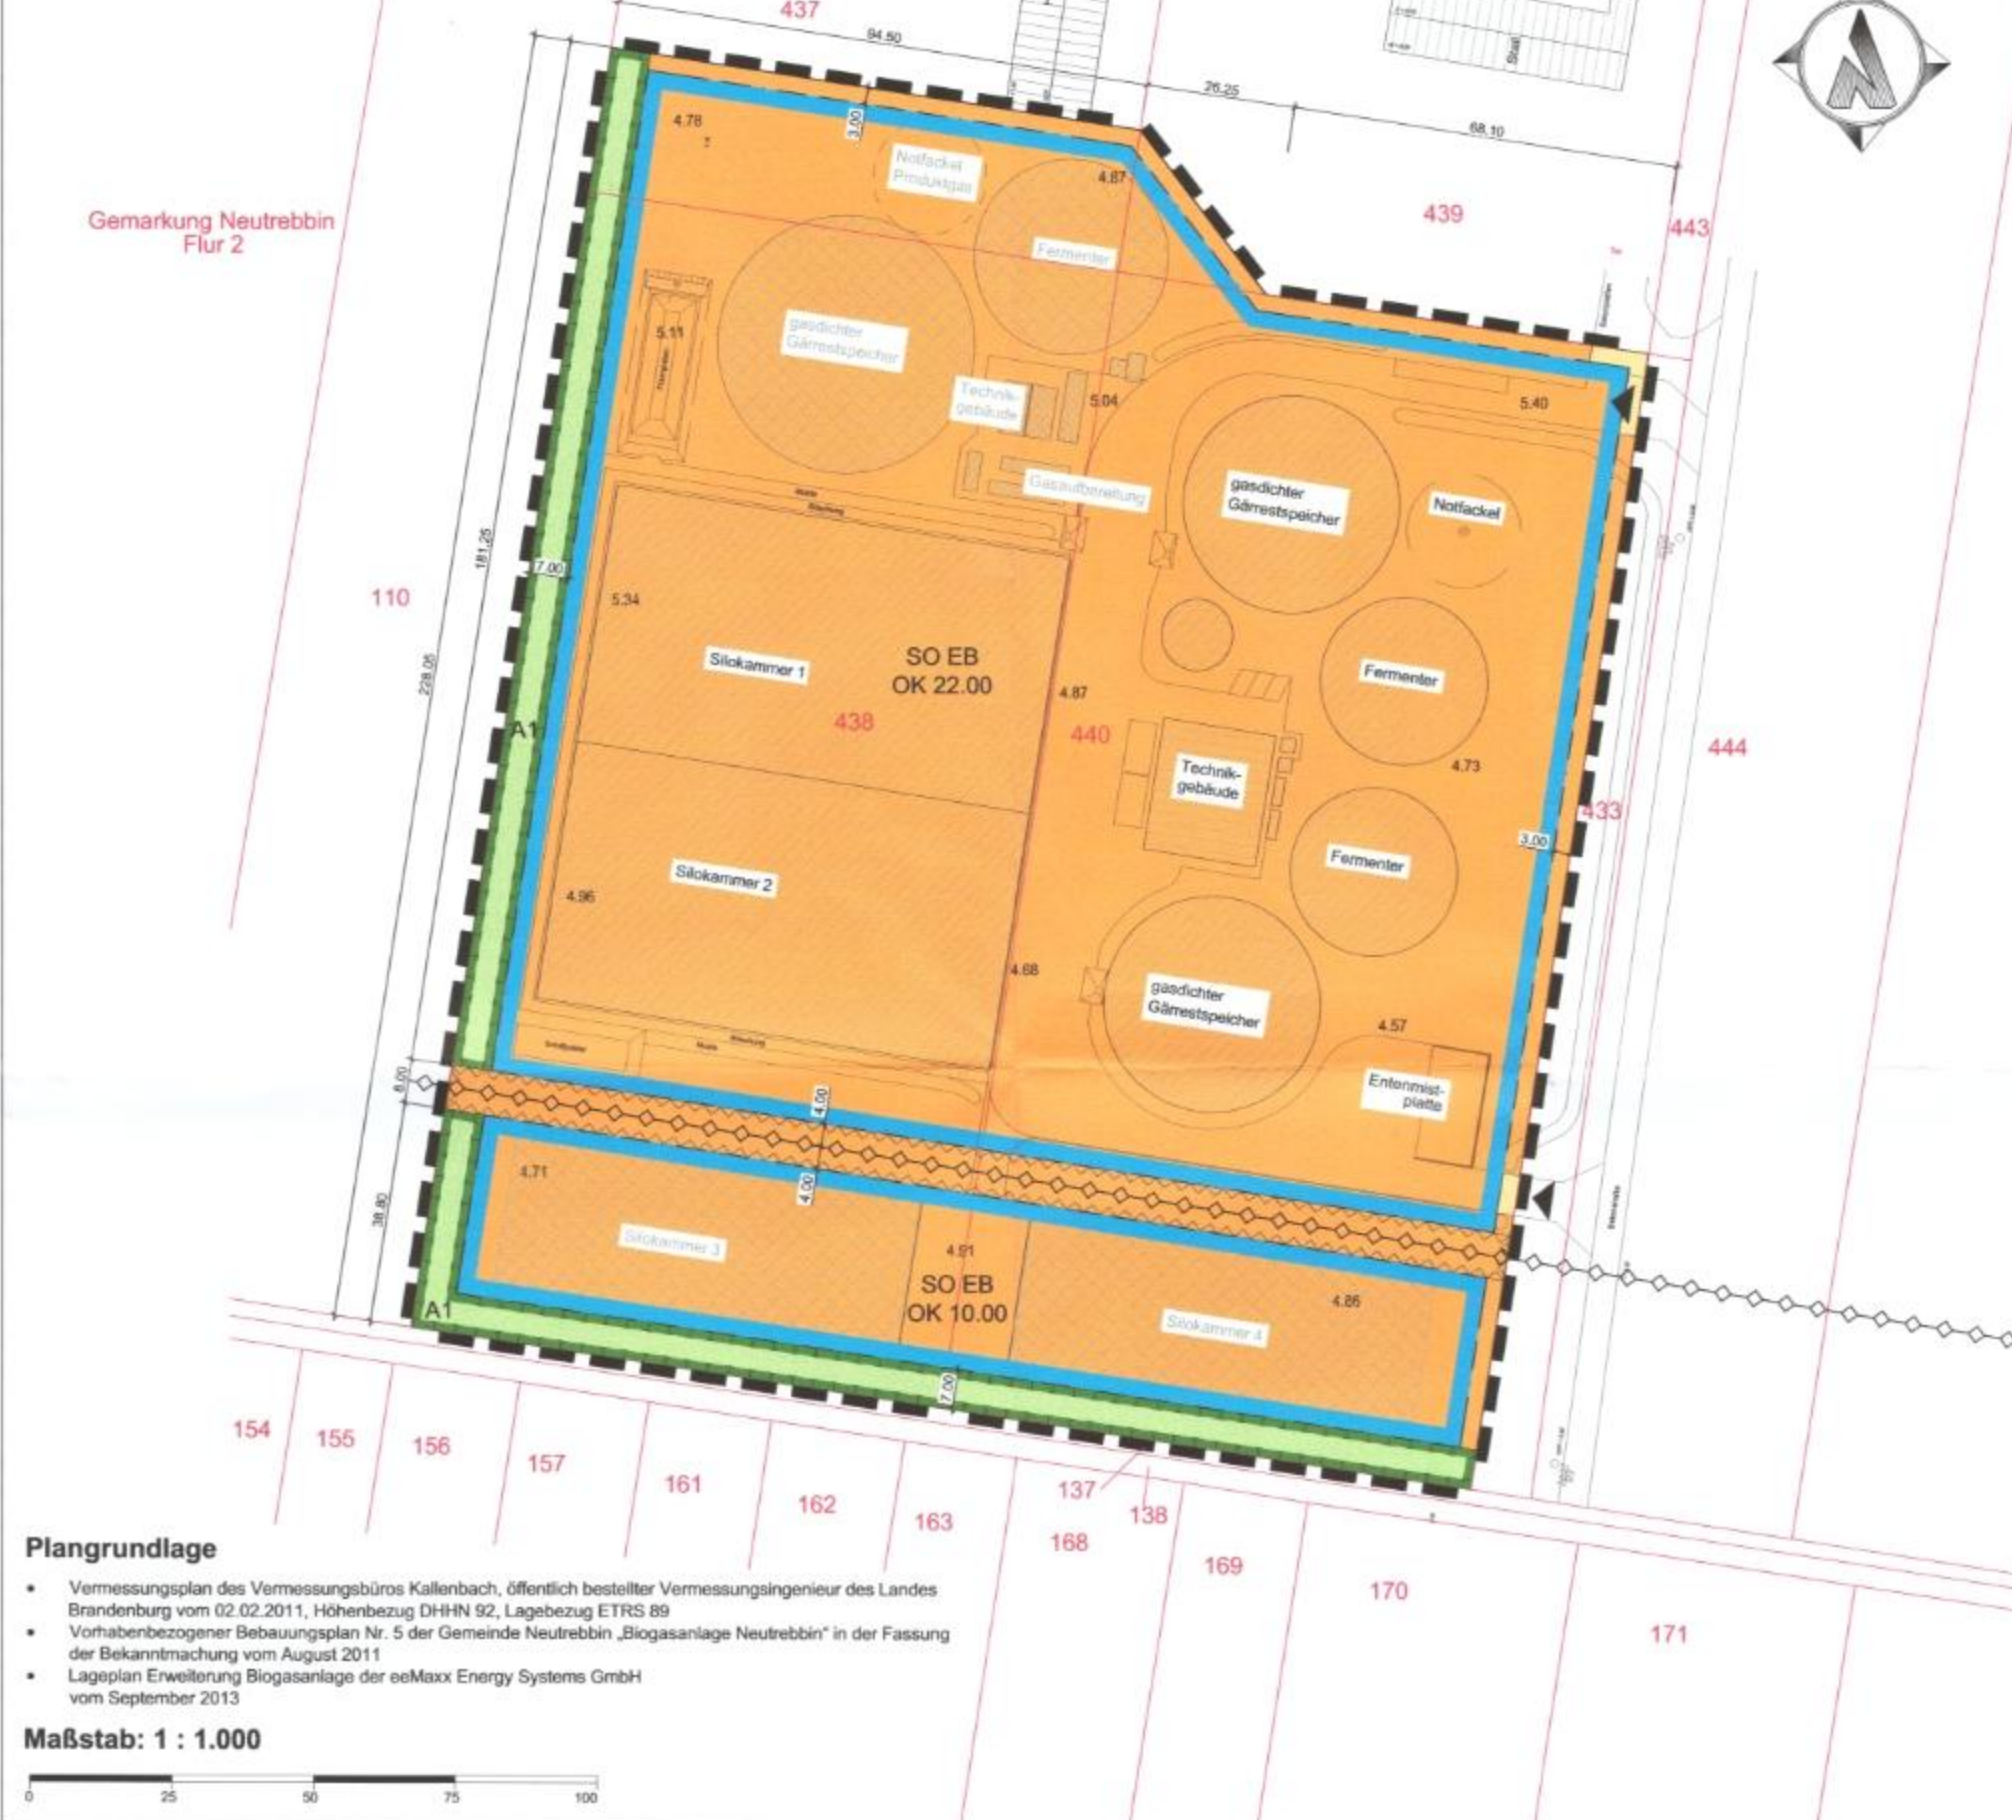 437
94.50
26.25
68.10
Stall
N
4.78
3.00
Notfackel
Produktgas
4.87
Gemarkung Neutrebbin
Flur 2
439
443
Fermenter
5.11
gasdichter
Gärrestspeicher
Technik-
gebäude
5.04
5.40
Gasaufbereitung
gasdichter
Gärrestspeicher
Notfackel
181.25
7.00
110
5.34
Silokammer 1
SO EB
OK 22.00
228.05
A1
438
4.87
440
Fermenter
4.73
444
Technik-
gebäude
433
3.00
Silokammer 2
4.96
Fermenter
4.68
gasdichter
Gärrestspeicher
4.57
Entenmist-
platte
8.00
4.00
4.71
4.00
38.80
Silokammer 3
4.91
SO EB
OK 10.00
4.86
Silokammer 4
A1
7.00
154
155
156
157
161
162
163
137
138
168
169
170
171
Plangrundlage
• Vermessungsplan des Vermessungsbüros Kallenbach, öffentlich bestellter Vermessungsingenieur des Landes
Brandenburg vom 02.02.2011, Höhenbezug DHHN 92, Lagebezug ETRS 89
• Vorhabenbezogener Bebauungsplan Nr. 5 der Gemeinde Neutrebbin „Biogasanlage Neutrebbin" in der Fassung
der Bekanntmachung vom August 2011
• Lageplan Erweiterung Biogasanlage der eeMaxx Energy Systems GmbH
vom September 2013
Maßstab: 1 : 1.000
0 25 50 75 100